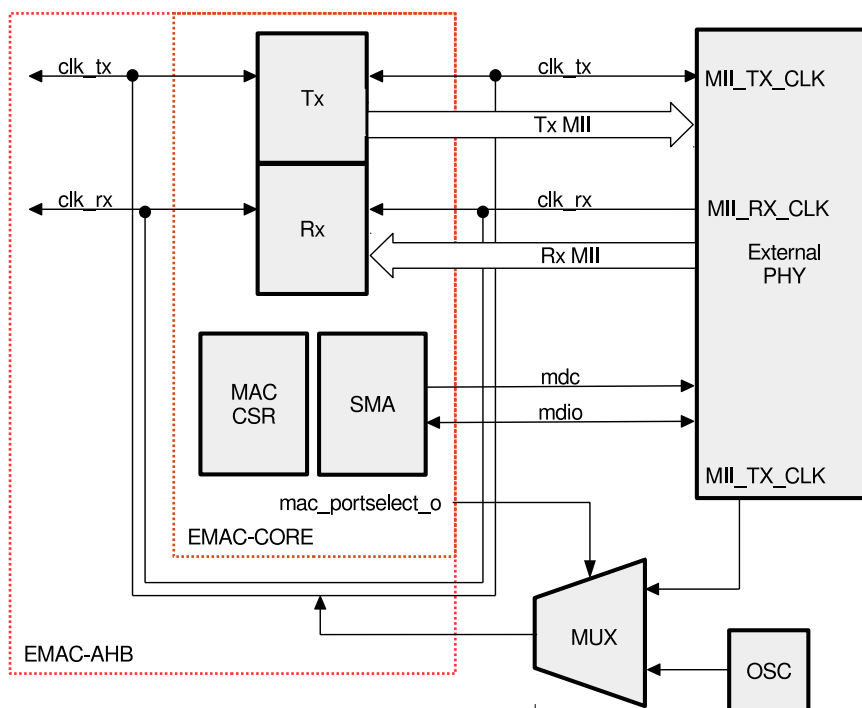 clk_tx
Tx
clk_tx
MII_TX_CLK
Tx MII
clk_rx
Rx
clk_rx
MII_RX_CLK
Rx MII
External
PHY
MAC
CSR
SMA
mdc
mdio
MII_TX_CLK
mac_portselect_o
EMAC-CORE
MUX
EMAC-AHB
OSC